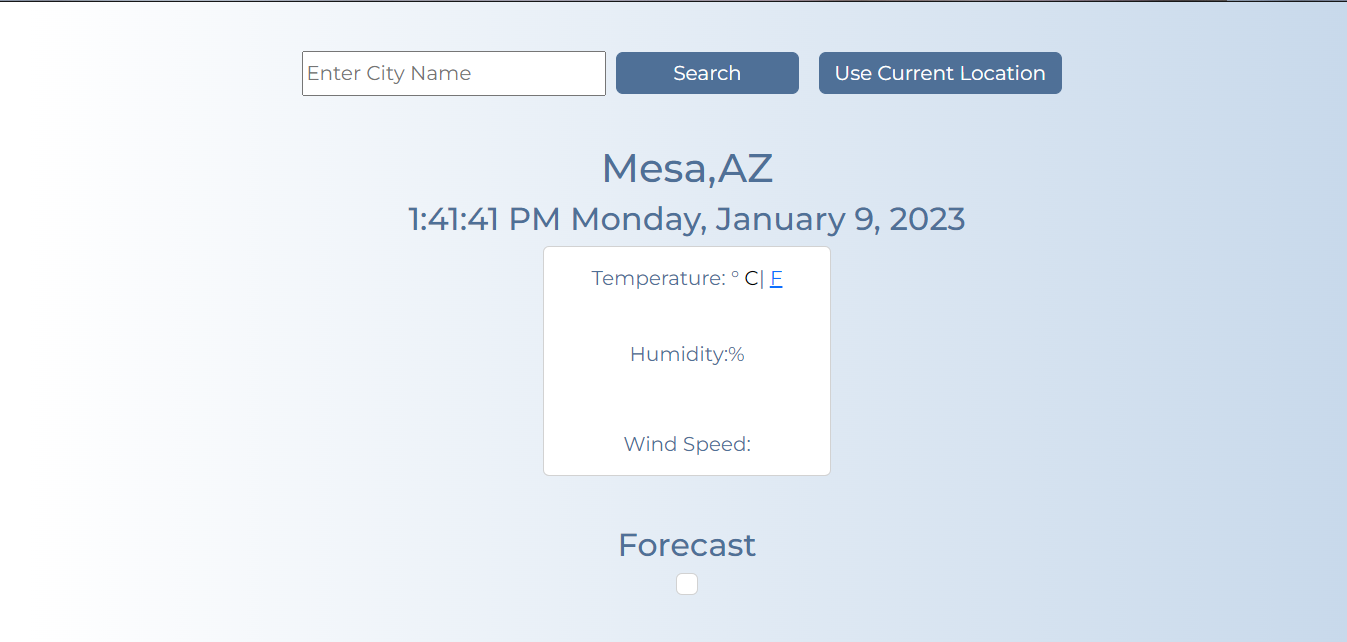 Enter City Name Search Use Current Location
Mesa,AZ
1:41:41 PM Monday, January 9, 2023
Temperature: ° C| F
Humidity:%
Wind Speed:
Forecast